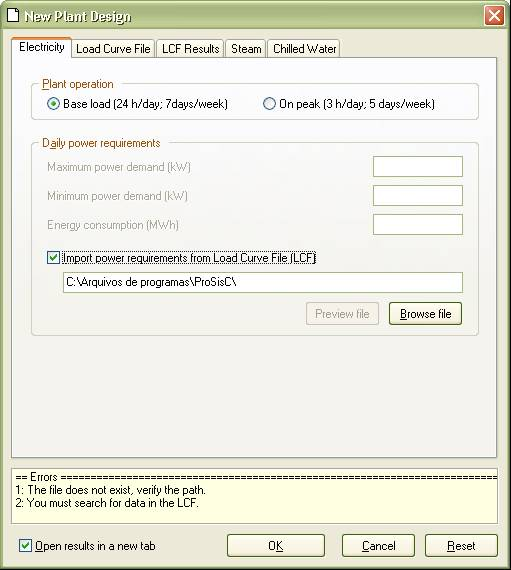 New Plant Design
Electricity Load Curve File LCF Results Steam Chilled Water
Plant operation
Base load (24 h/day; 7days/week) On peak (3 h/day; 5 days/week)
Daily power requirements
Maximum power demand (kW)
Minimum power demand (kW)
Energy consumption (MWh)
Import power requirements from Load Curve File (LCF)
C:\Arquivos de programas\ProSisC\
Preview file Browse file
== Errors ==================================================================
1: The file does not exist, verify the path.
2: You must search for data in the LCF.
Open results in a new tab OK Cancel Reset